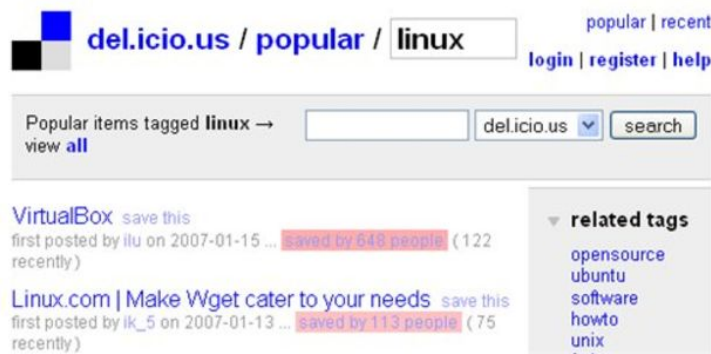 del.icio.us / popular / linux
popular | recent
login | register | help
Popular items tagged linux →
view all
del.icio.us
search
VirtualBox save this
first posted by ilu on 2007-01-15 ... saved by 648 people ( 122
recently )
Linux.com | Make Wget cater to your needs save this
first posted by ik_5 on 2007-01-13 ... saved by 113 people ( 75
recently )
related tags
opensource
ubuntu
software
howto
unix